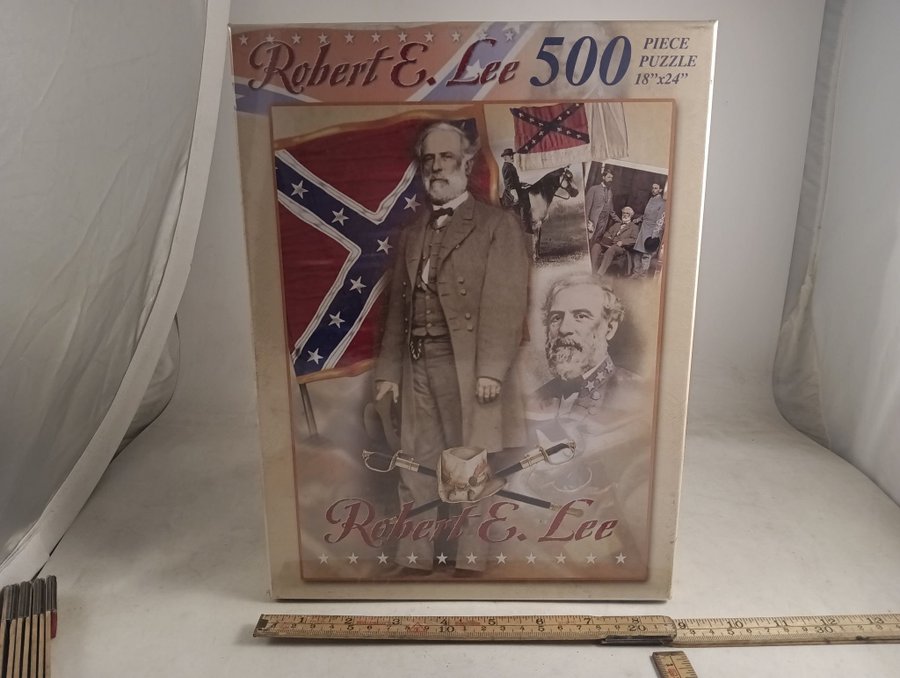 Robert E. Lee 500 PIECE
PUZZLE
18"x24"
Robert E. Lee